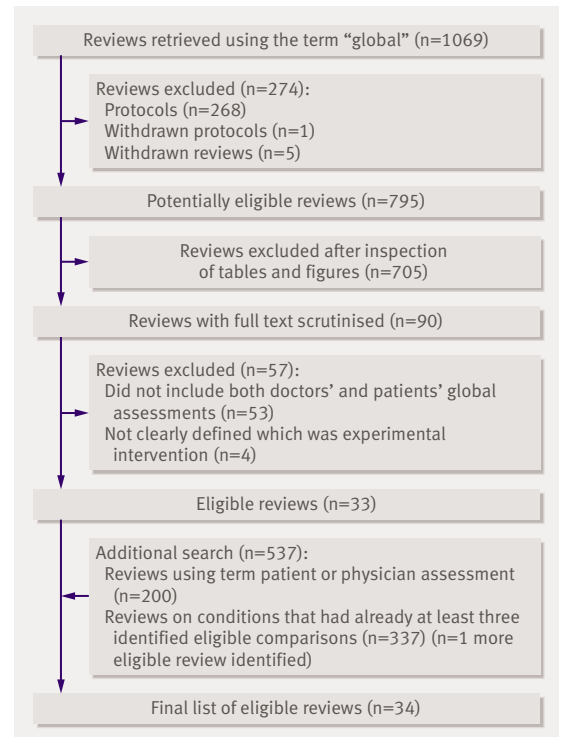 Reviews retrieved using the term “global” (n=1069)
Reviews excluded (n=274):
Protocols (n=268)
Withdrawn protocols (n=1)
Withdrawn reviews (n=5)
Potentially eligible reviews (n=795)
Reviews excluded after inspection
of tables and figures (n=705)
Reviews with full text scrutinised (n=90)
Reviews excluded (n=57):
Did not include both doctors’ and patients’ global
assessments (n=53)
Not clearly defined which was experimental
intervention (n=4)
Eligible reviews (n=33)
Additional search (n=537):
Reviews using term patient or physician assessment
(n=200)
Reviews on conditions that had already at least three
identified eligible comparisons (n=337) (n=1 more
eligible review identified)
Final list of eligible reviews (n=34)